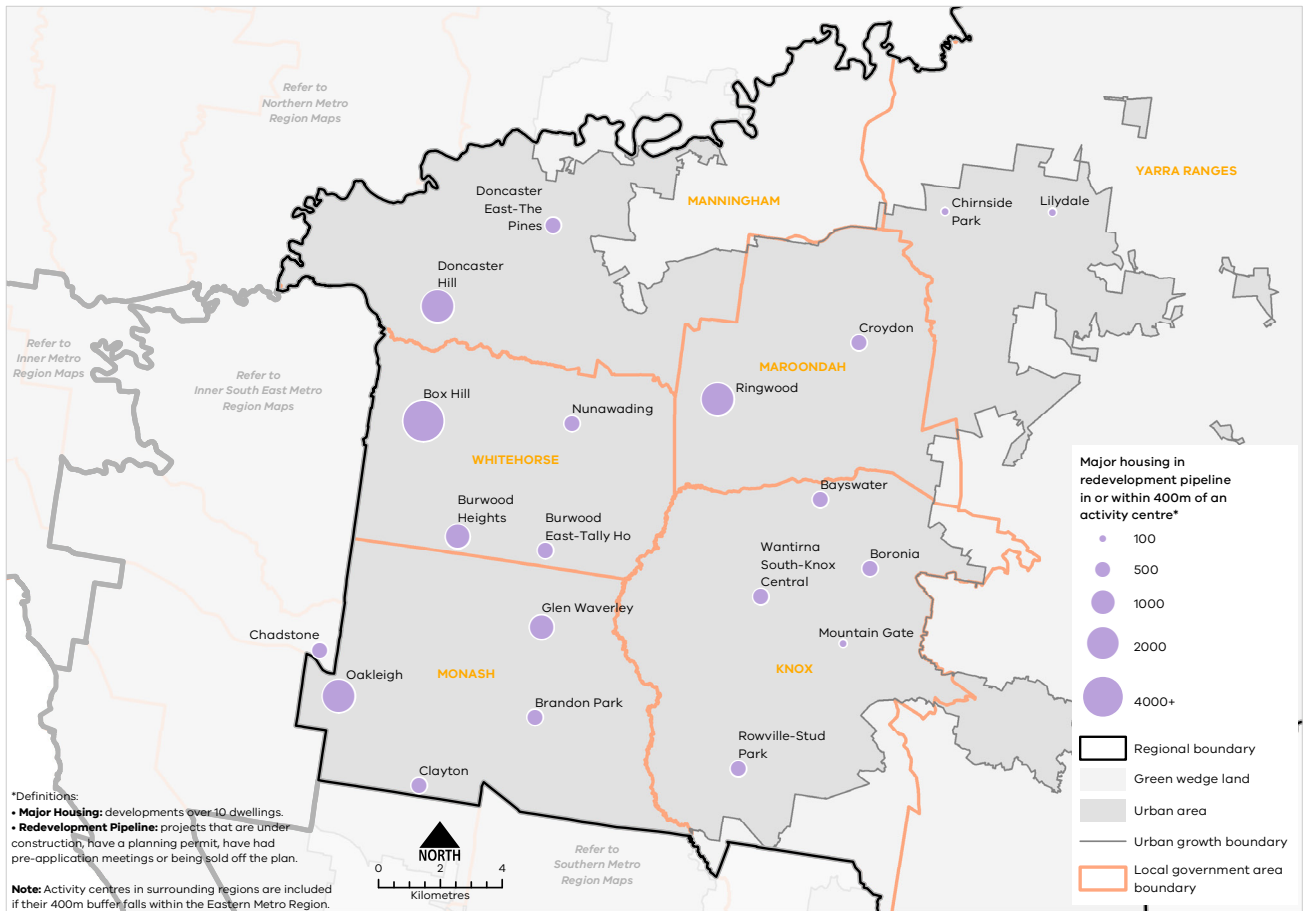 Refer to
Northern Metro
Region Maps
YARRA RANGES
MANNINGHAM
Doncaster
East-The
Pines
Chirnside
Park
Lilydale
Doncaster
Hill
Croydon
Refer to
Inner Metro
Region Maps
Refer to
Inner South East Metro
Region Maps
MAROONDAH
Ringwood
Box Hill
Nunawading
WHITEHORSE
Bayswater
Burwood
Heights
Burwood
East-Tally Ho
Wantirna
South-Knox
Central
Boronia
Glen Waverley
Mountain Gate
Chadstone
Oakleigh
MONASH
KNOX
Brandon Park
Rowville-Stud
Park
Clayton
Refer to
Southern Metro
Region Maps
Major housing in
redevelopment pipeline
in or within 400m of an
activity centre*
100
500
1000
2000
4000+
Regional boundary
Green wedge land
Urban area
Urban growth boundary
Local government area
boundary
*Definitions:
• Major Housing: developments over 10 dwellings.
• Redevelopment Pipeline: projects that are under
construction, have a planning permit, have had
pre-application meetings or being sold off the plan.
Note: Activity centres in surrounding regions are included
if their 400m buffer falls within the Eastern Metro Region.
NORTH
0 2 4
Kilometres